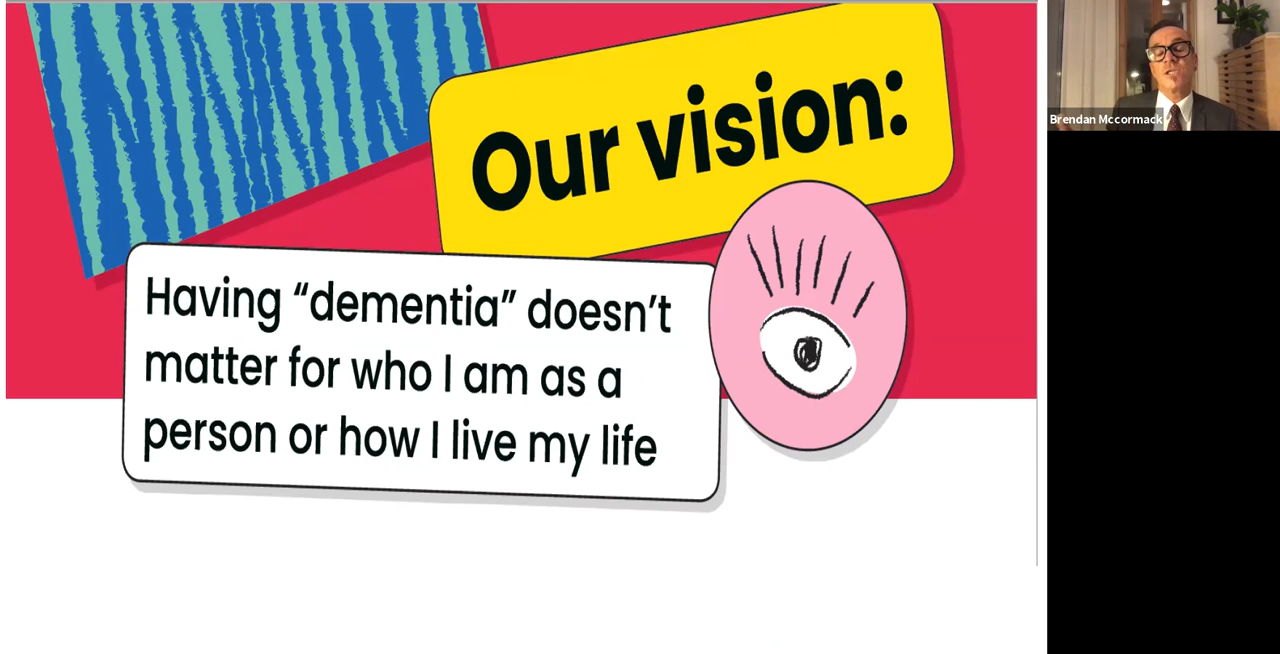 Our vision:
Having “dementia” doesn’t
matter for who I am as a
person or how I live my life
Brendan Mccormack